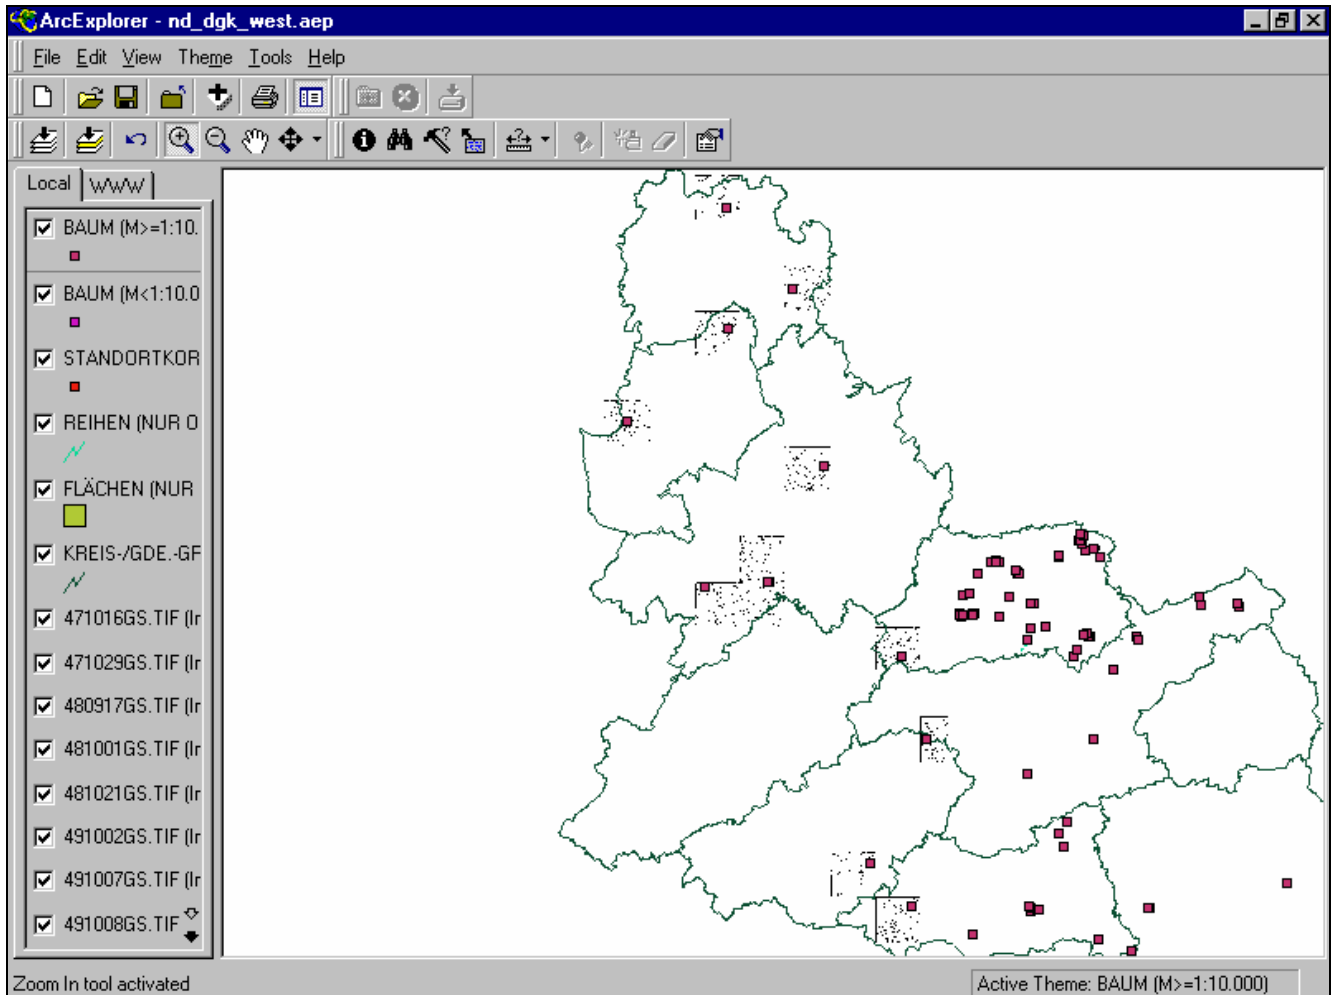 ArcExplorer - nd_dgk_west.aep
File Edit View Theme Tools Help
Local WWW
BAUM (M>=1:10.
BAUM (M<1:10.0
STANDORTKOR
REIHEN (NUR O
FLÄCHEN (NUR
KREIS-/GDE.-GF
471016GS.TIF (Ir
471029GS.TIF (Ir
480917GS.TIF (Ir
481001GS.TIF (Ir
481021GS.TIF (Ir
491002GS.TIF (Ir
491007GS.TIF (Ir
491008GS.TIF
Zoom In tool activated
Active Theme: BAUM (M>=1:10.000)